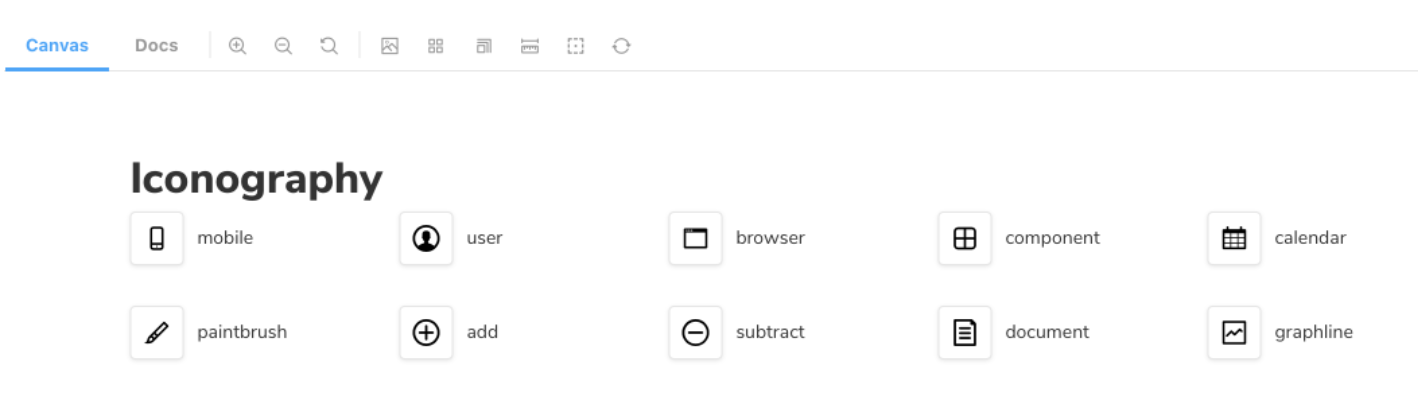 Canvas Docs
Iconography
mobile user browser component calendar
paintbrush add subtract document graphline